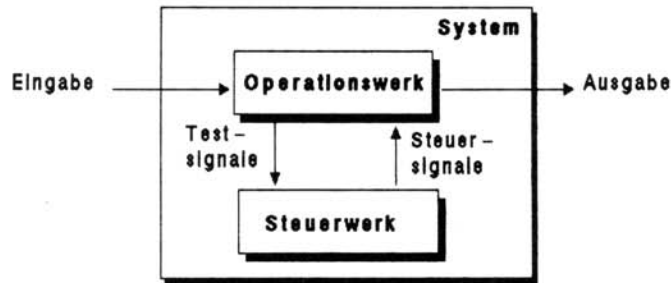 System
Eingabe
Operationswerk
Ausgabe
Test-
signale
Steuer-
signale
Steuerwerk